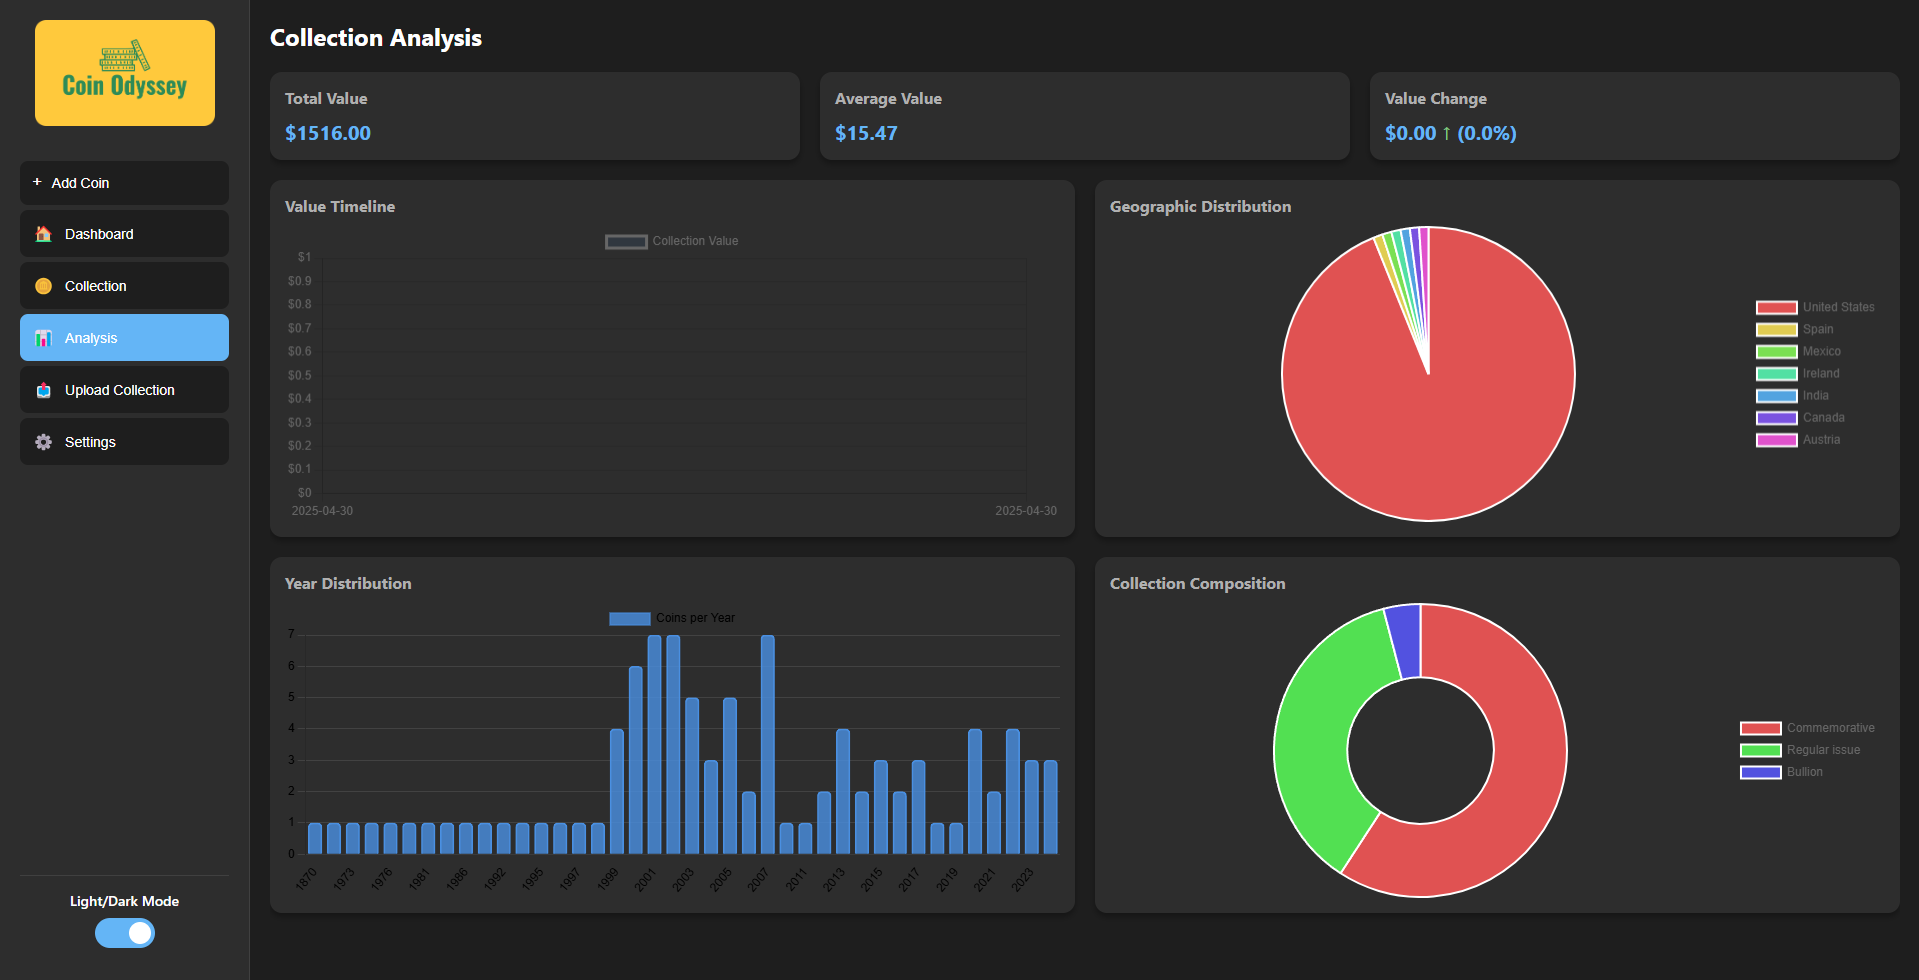 Coin Odyssey
+ Add Coin
Dashboard
Collection
Analysis
Upload Collection
Settings
Light/Dark Mode
Collection Analysis
Total Value
$1516.00
Average Value
$15.47
Value Change
$0.00 ↑ (0.0%)
Value Timeline
Collection Value
$1
$0.9
$0.8
$0.7
$0.6
$0.5
$0.4
$0.3
$0.2
$0.1
$0
2025-04-30 2025-04-30
Geographic Distribution
United States
Spain
Mexico
Ireland
India
Canada
Austria
Year Distribution
Coins per Year
7
6
5
4
3
2
1
0
1870 1973 1976 1981 1986 1992 1995 1997 1999 2001 2003 2005 2007 2011 2013 2015 2017 2019 2021 2023
Collection Composition
Commemorative
Regular issue
Bullion